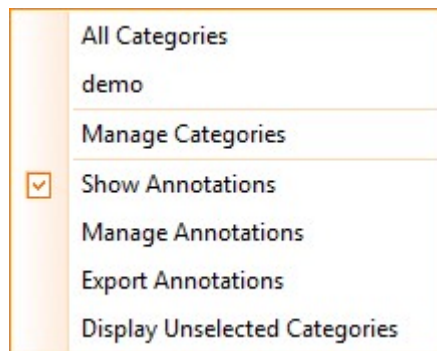 All Categories
demo
Manage Categories
Show Annotations
Manage Annotations
Export Annotations
Display Unselected Categories